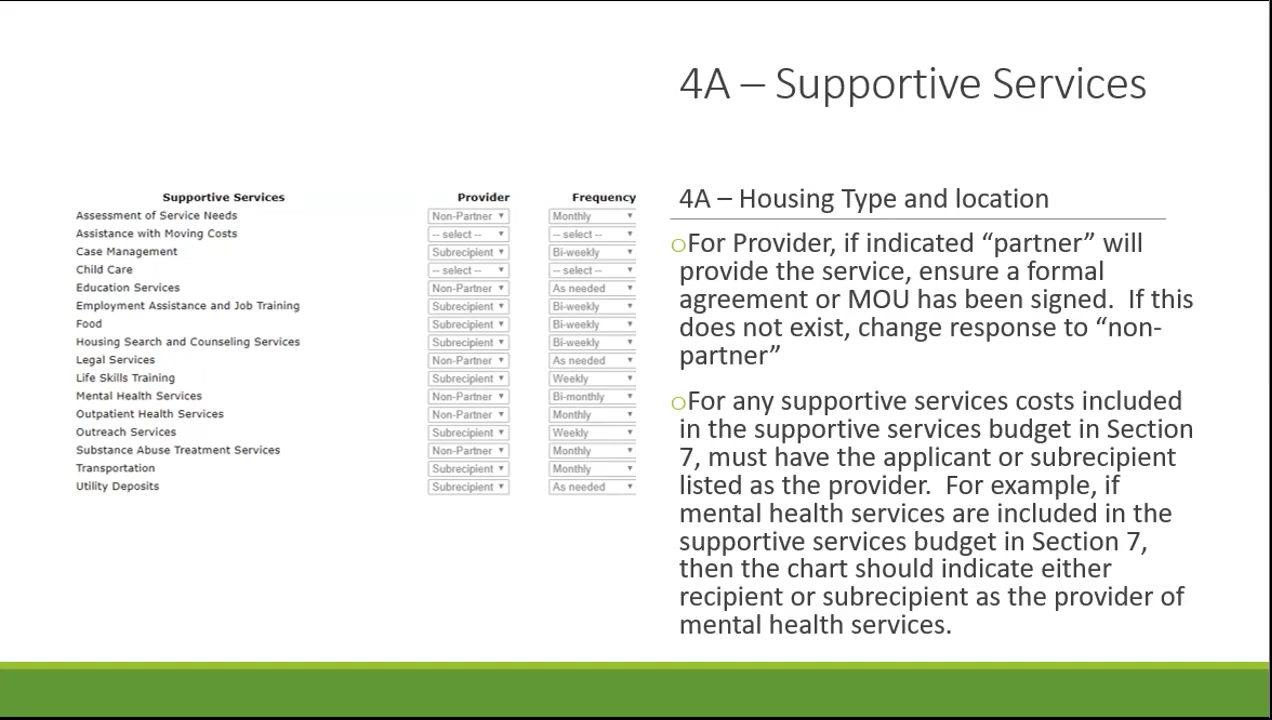 4A – Supportive Services
Supportive Services Provider Frequency
Assessment of Service Needs Non-Partner Monthly
Assistance with Moving Costs -- select -- -- select --
Case Management Subrecipient Bi-weekly
Child Care -- select -- -- select --
Education Services Non-Partner As needed
Employment Assistance and Job Training Subrecipient Bi-weekly
Food Subrecipient Bi-weekly
Housing Search and Counseling Services Subrecipient Bi-weekly
Legal Services Non-Partner As needed
Life Skills Training Subrecipient Weekly
Mental Health Services Non-Partner Bi-monthly
Outpatient Health Services Non-Partner Monthly
Outreach Services Subrecipient Weekly
Substance Abuse Treatment Services Non-Partner Monthly
Transportation Subrecipient Monthly
Utility Deposits Subrecipient As needed
4A – Housing Type and location
For Provider, if indicated “partner” will
provide the service, ensure a formal
agreement or MOU has been signed.  If this
does not exist, change response to “non-
partner”
For any supportive services costs included
in the supportive services budget in Section
7, must have the applicant or subrecipient
listed as the provider.  For example, if
mental health services are included in the
supportive services budget in Section 7,
then the chart should indicate either
recipient or subrecipient as the provider of
mental health services.